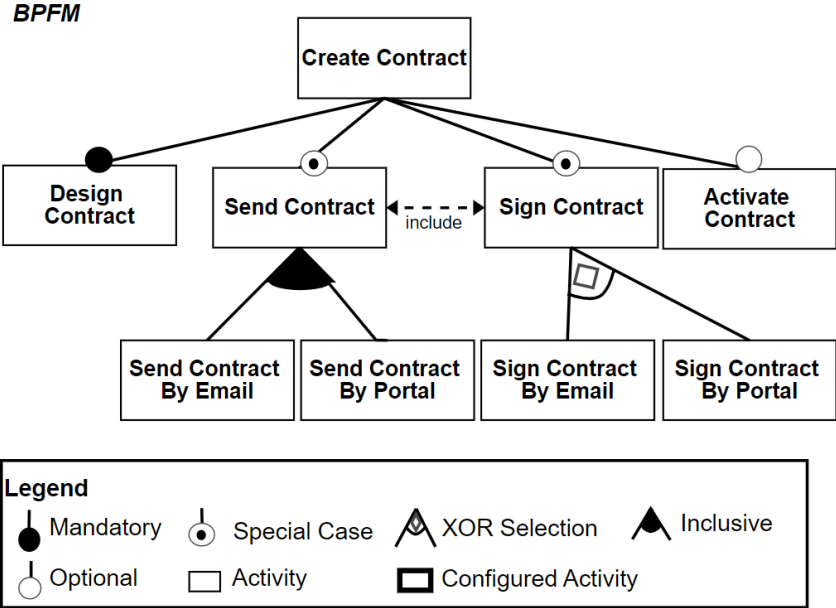 BPFM
Create Contract
Design
Contract
Send Contract
include
Sign Contract
Activate
Contract
Send Contract
By Email
Send Contract
By Portal
Sign Contract
By Email
Sign Contract
By Portal
Legend
Mandatory
Special Case
XOR Selection
Inclusive
Optional
Activity
Configured Activity